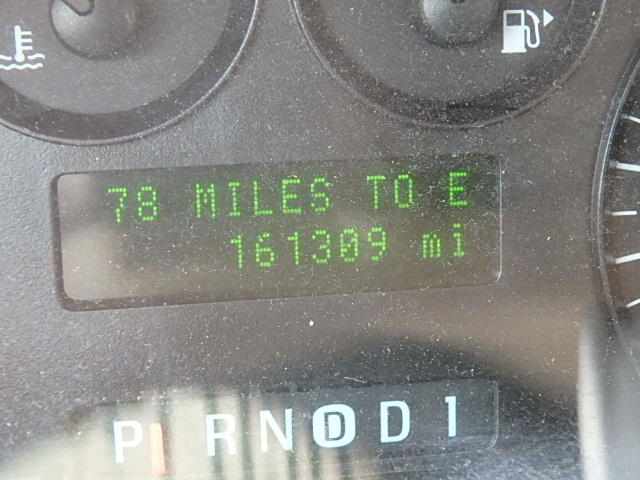 78 MILES TO E
161309 mi
P R N D D 1